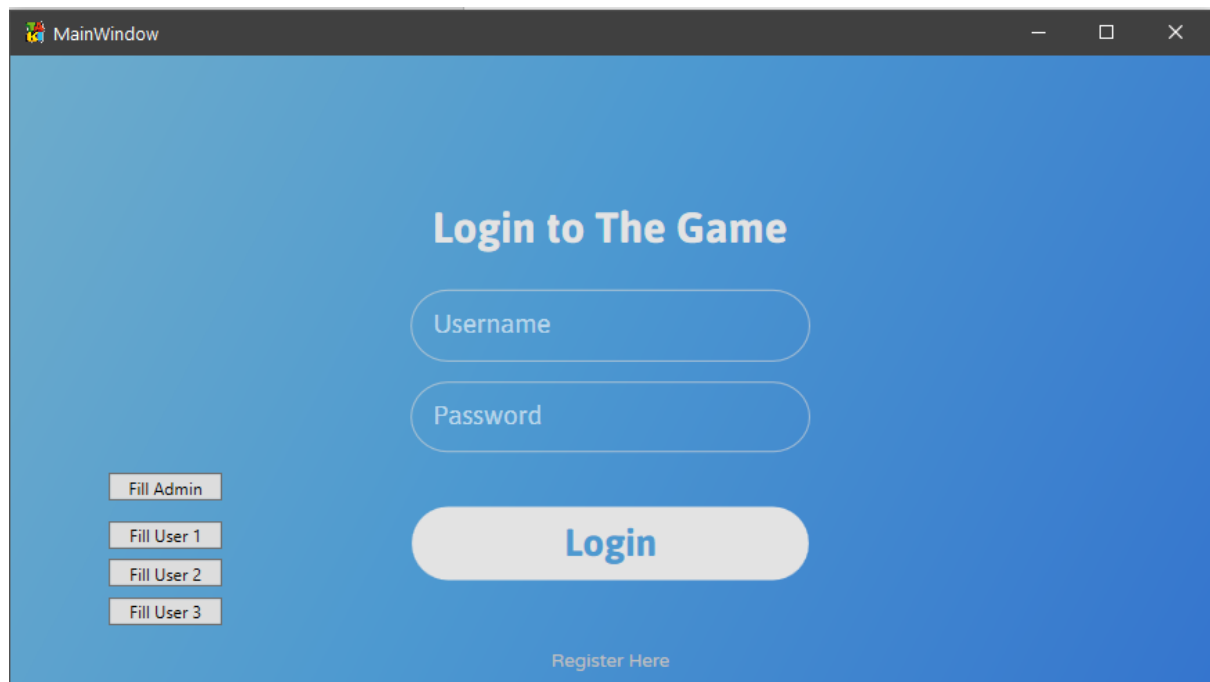 MainWindow
Login to The Game
Username
Password
Fill Admin
Fill User 1
Login
Fill User 2
Fill User 3
Register Here